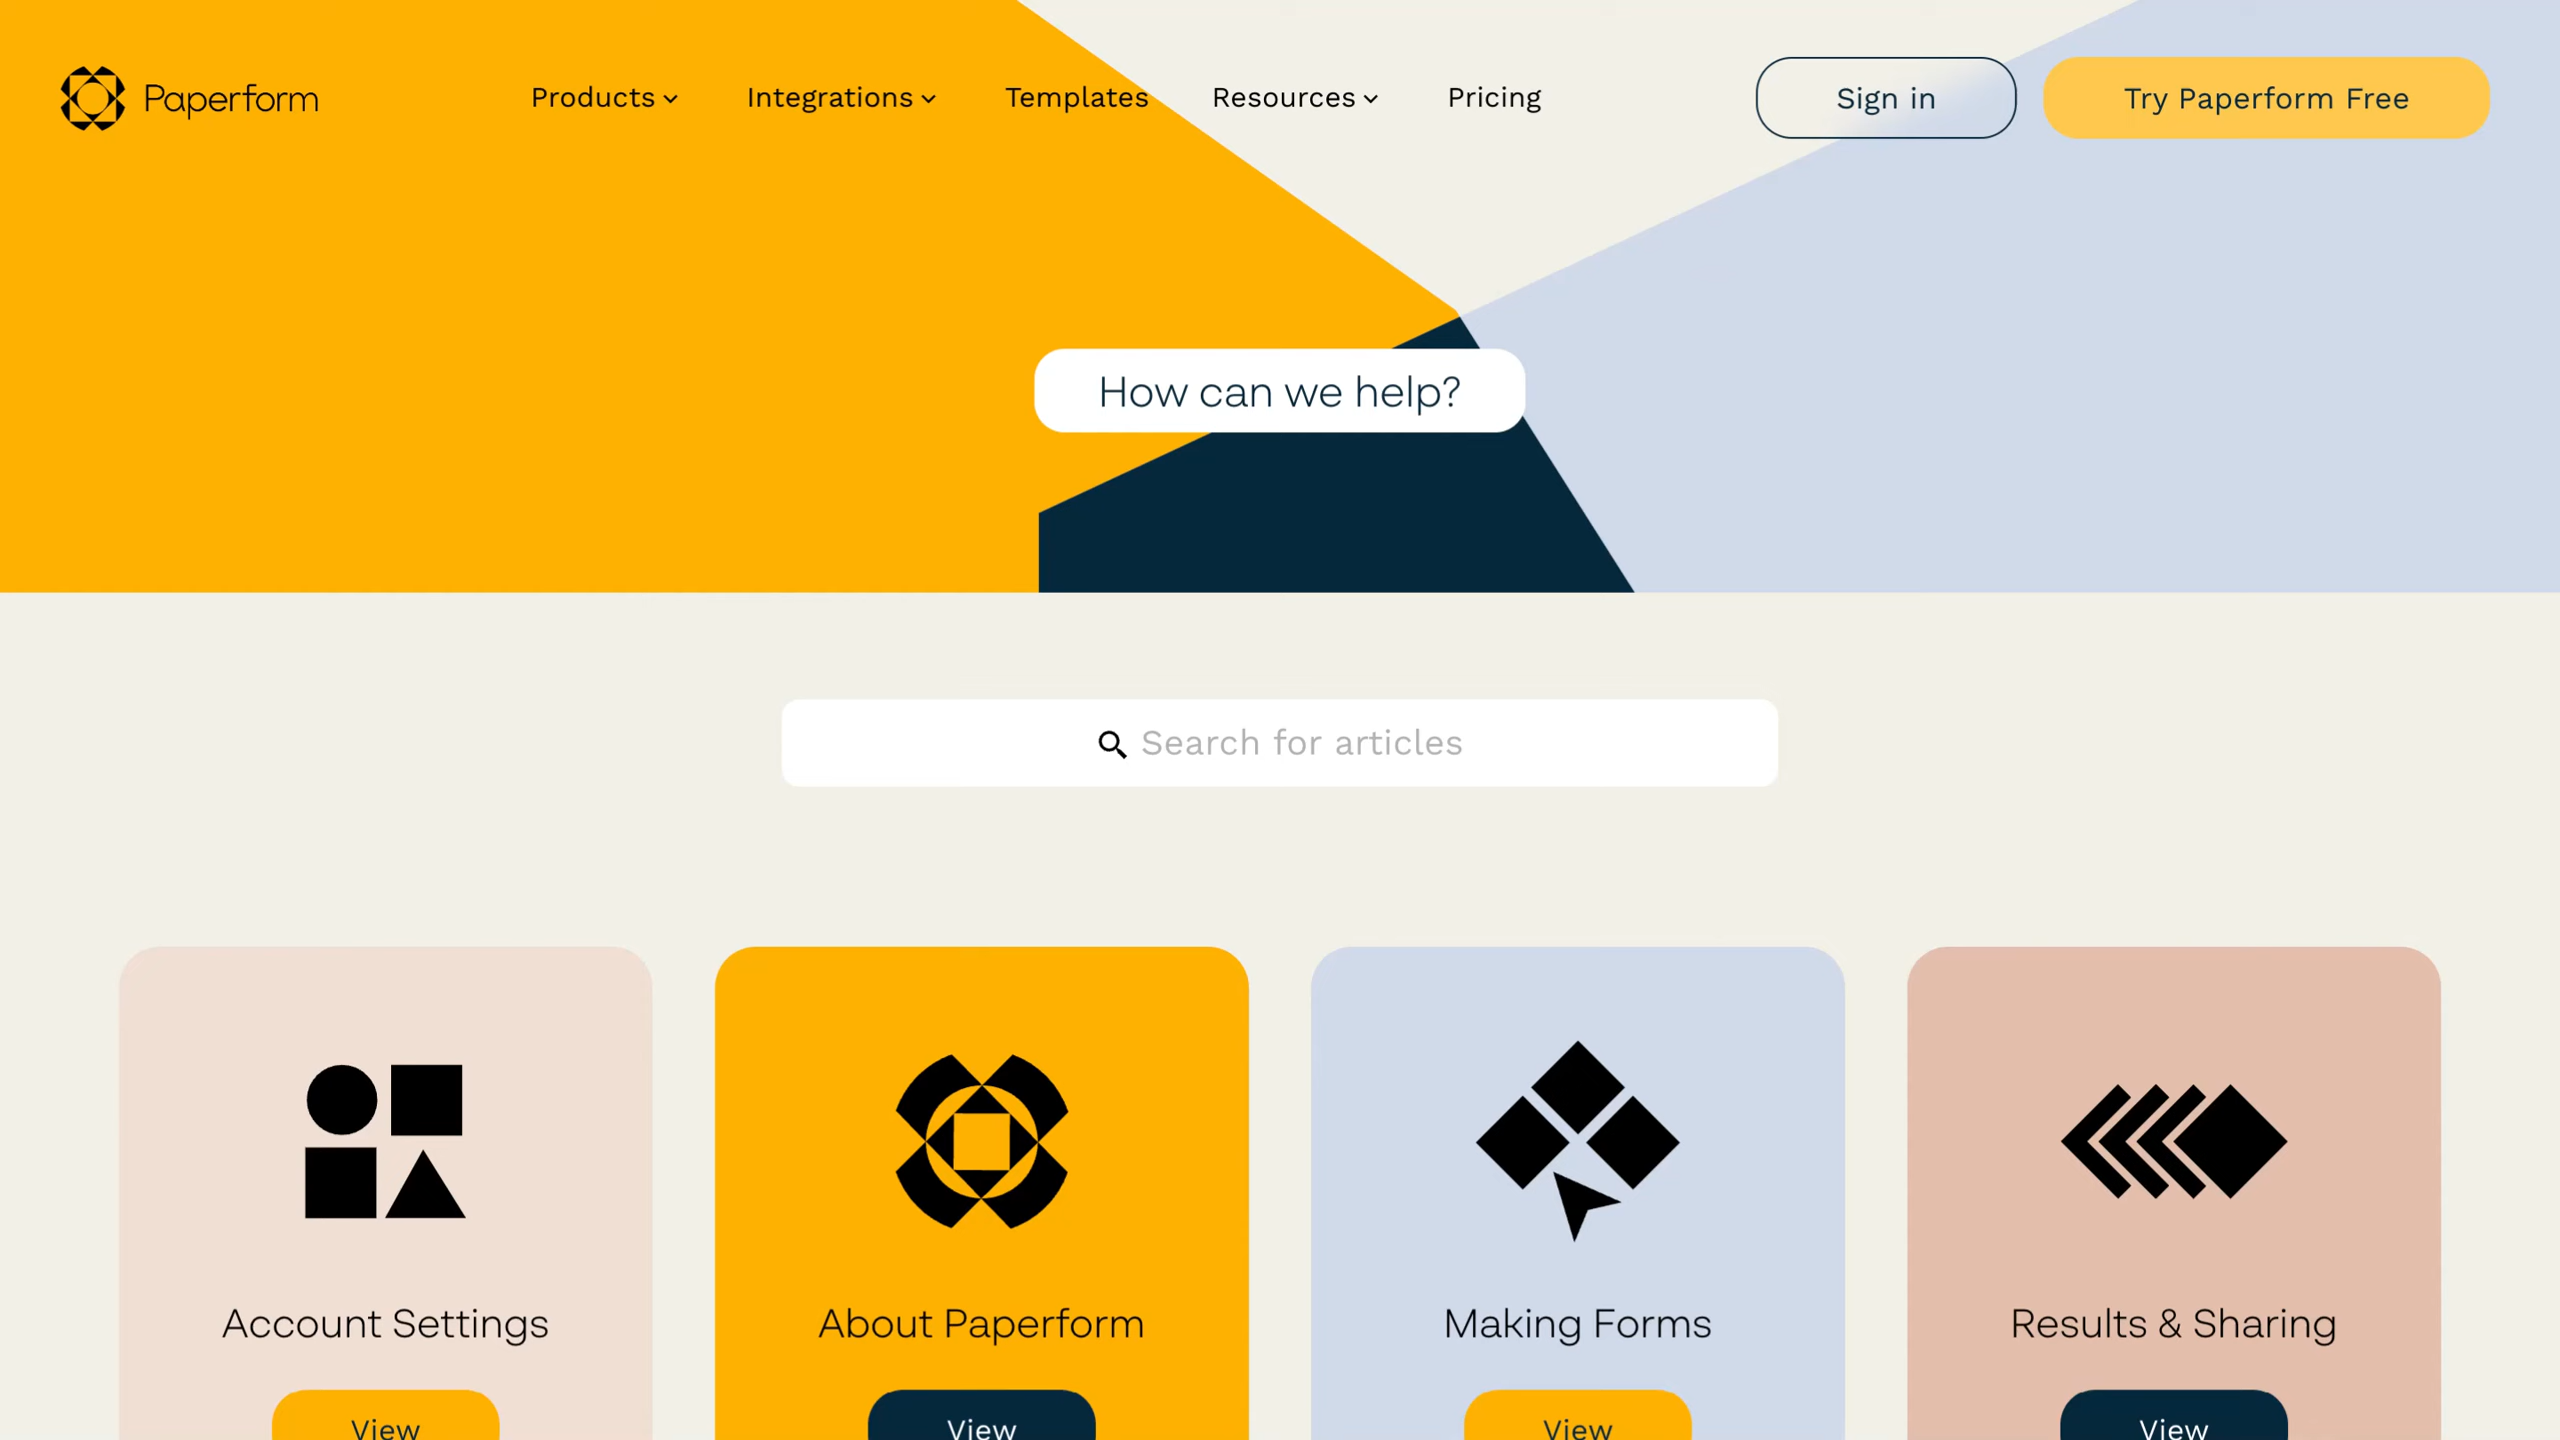 Paperform Products Integrations Templates Resources Pricing Sign in Try Paperform Free
How can we help?
Search for articles
Account Settings
About Paperform
Making Forms
Results & Sharing
View
View
View
View